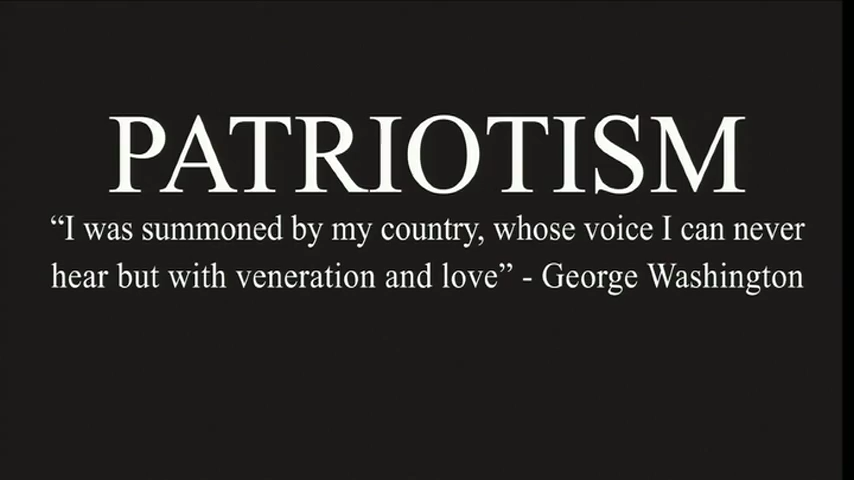 PATRIOTISM
“I was summoned by my country, whose voice I can never
hear but with veneration and love” - George Washington